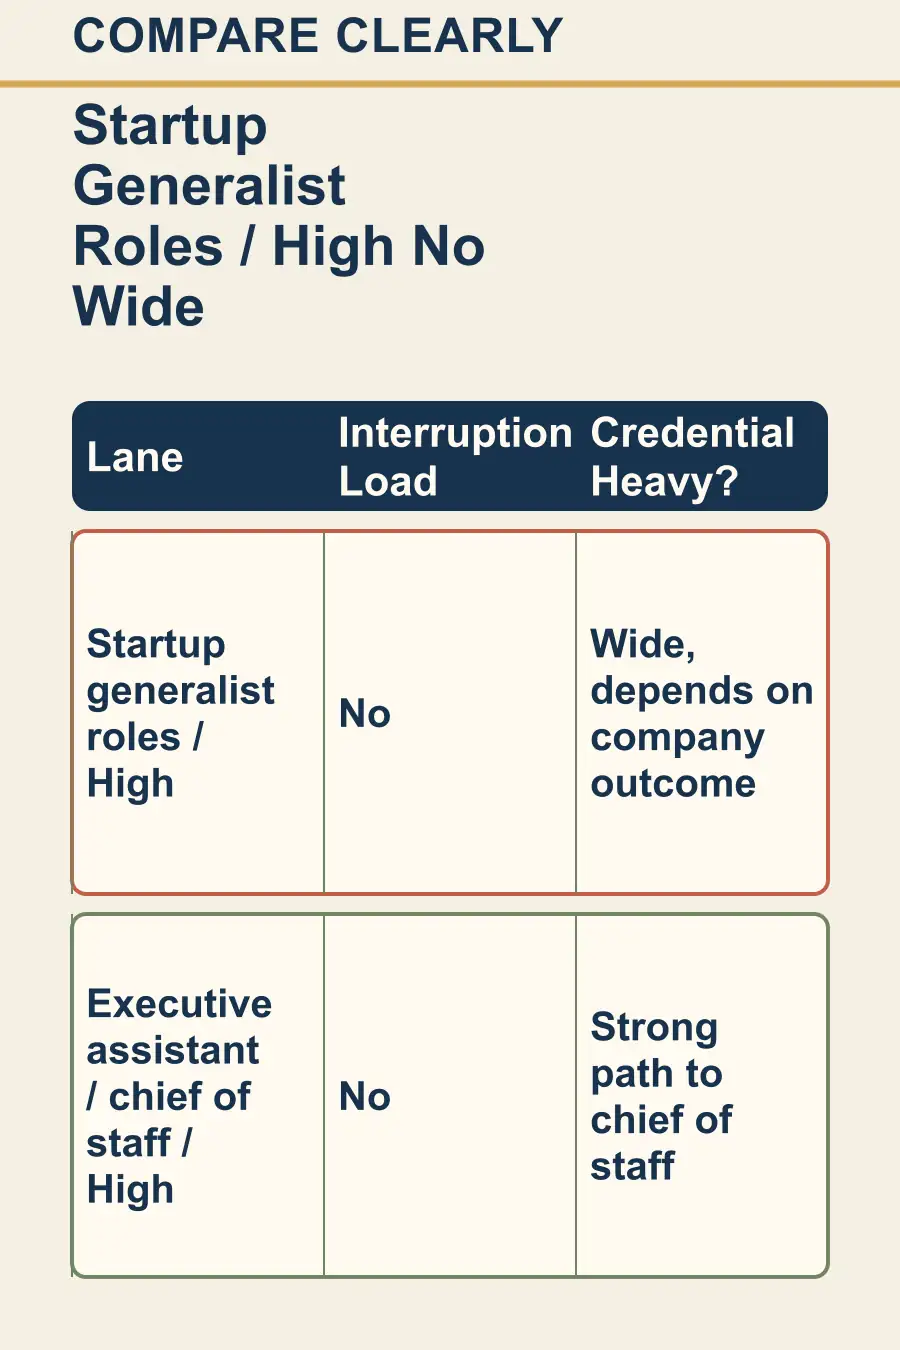 COMPARE CLEARLY
Startup
Generalist
Roles / High No
Wide
Lane
Interruption
Load
Credential
Heavy?
Startup
generalist
roles /
High
No
Wide,
depends on
company
outcome
Executive
assistant
/ chief of
staff /
High
No
Strong
path to
chief of
staff